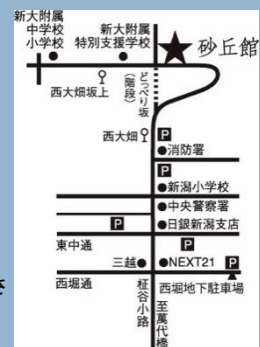 新大附属
中学校
小学校
新大附属
特別支援学校
砂丘館
西大畑坂上
どっぺり坂
(階段)
西大畑
P
●消防署
P
●新潟小学校
●中央警察署
P
●日銀新潟支店
東中通
P
三越●
●NEXT21
P
西堀通
西堀地下駐車場
柾谷小路
至萬代橋